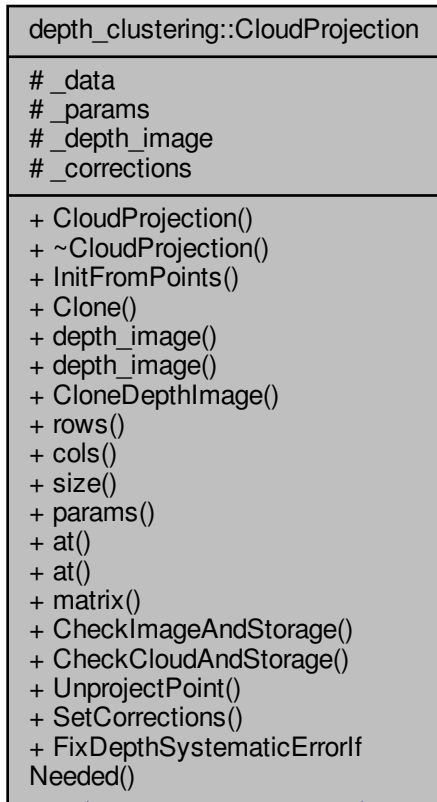 depth_clustering::CloudProjection
# _data
# _params
# _depth_image
# _corrections
+ CloudProjection()
+ ~CloudProjection()
+ InitFromPoints()
+ Clone()
+ depth_image()
+ depth_image()
+ CloneDepthImage()
+ rows()
+ cols()
+ size()
+ params()
+ at()
+ at()
+ matrix()
+ CheckImageAndStorage()
+ CheckCloudAndStorage()
+ UnprojectPoint()
+ SetCorrections()
+ FixDepthSystematicErrorIf
Needed()